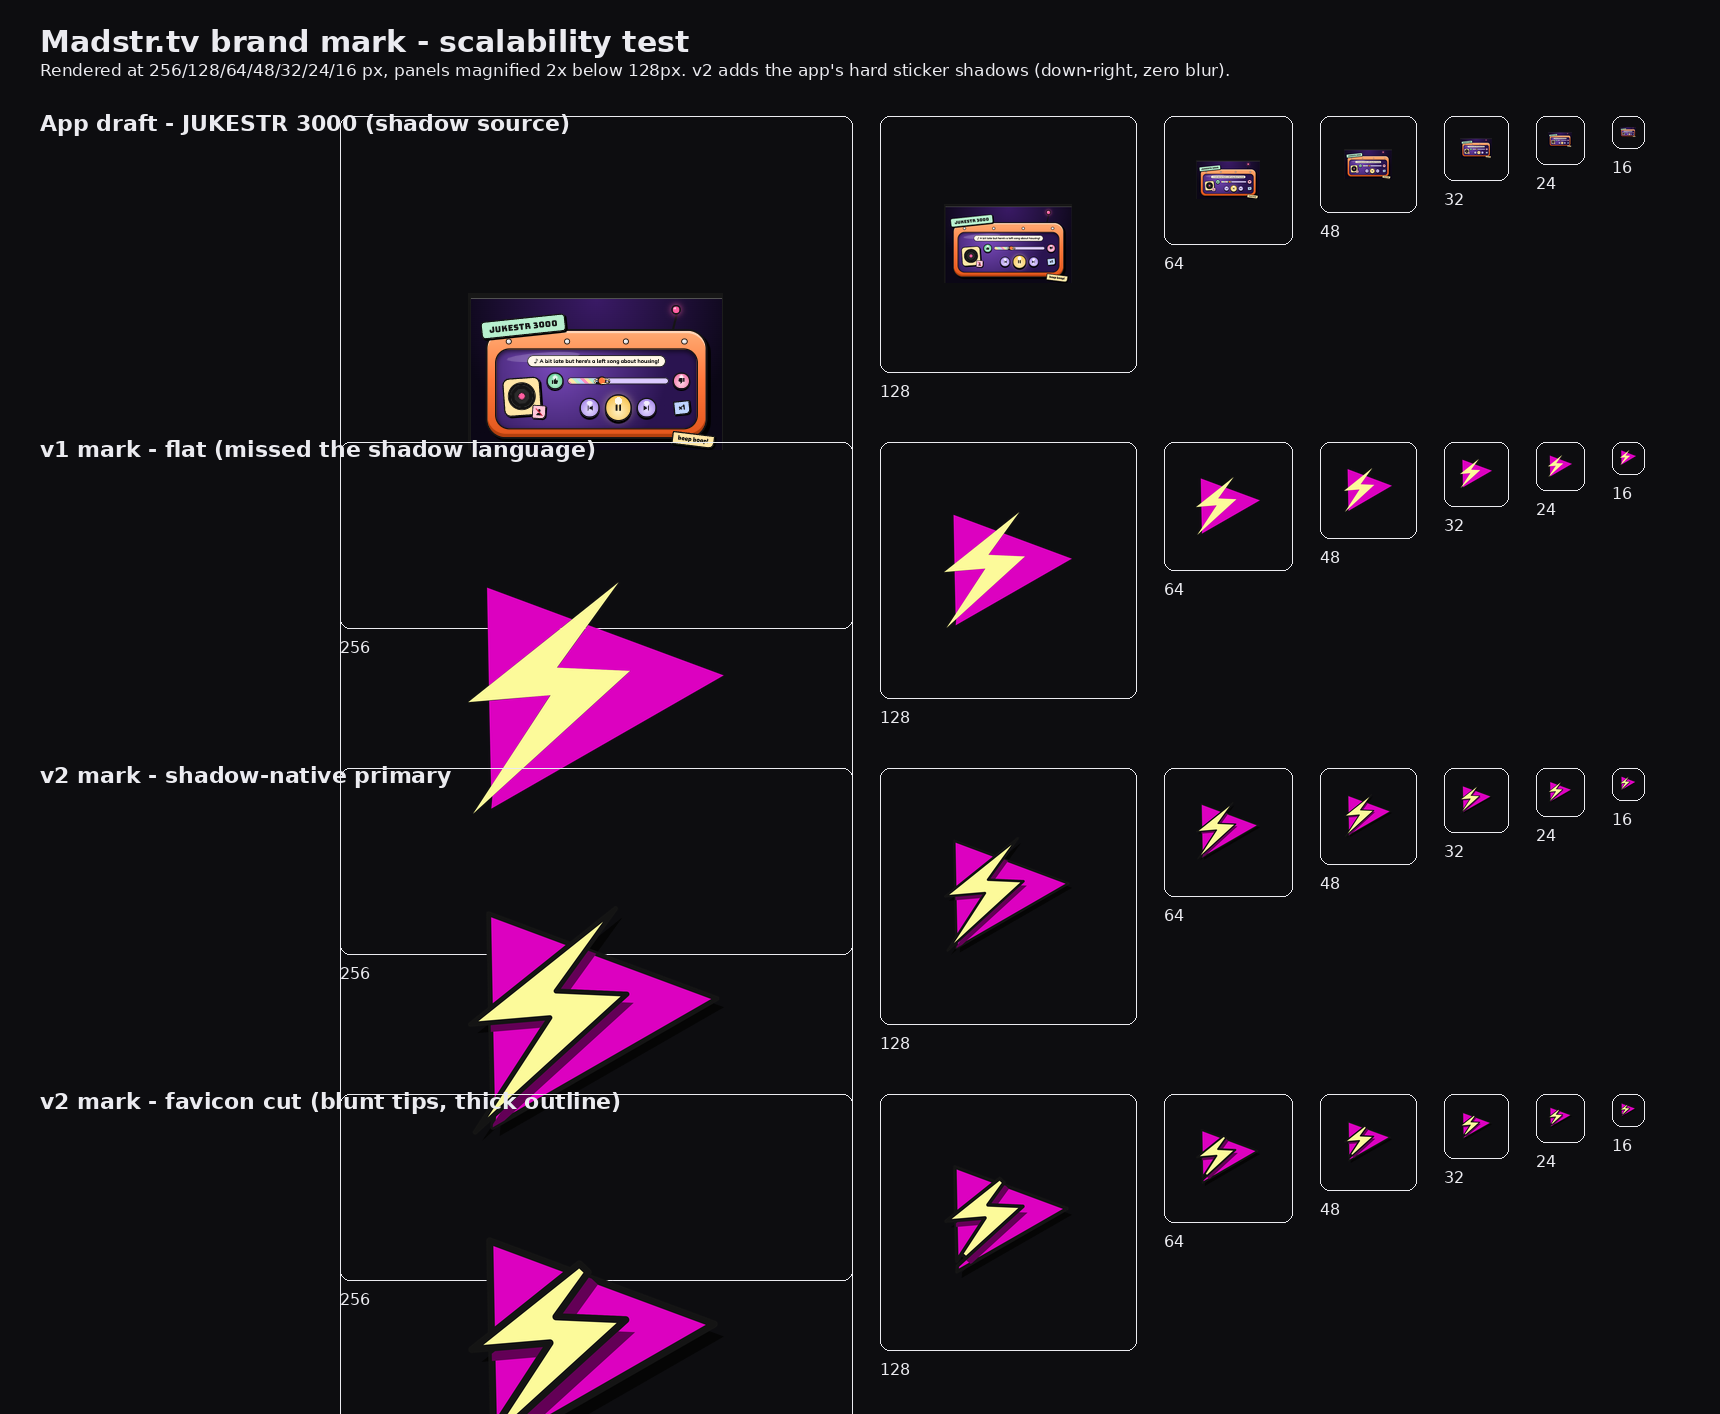 Madstr.tv brand mark - scalability test
Rendered at 256/128/64/48/32/24/16 px, panels magnified 2x below 128px. v2 adds the app's hard sticker shadows (down-right, zero blur).
App draft - JUKESTR 3000 (shadow source)
JUKESTR 3000
♪ A bit late but here's a left song about housing!
x1
beep boop!
JUKESTR 3000
256
128
64
48
32
24
16
v1 mark - flat (missed the shadow language)
256
128
64
48
32
24
16
v2 mark - shadow-native primary
256
128
64
48
32
24
16
v2 mark - favicon cut (blunt tips, thick outline)
128
64
48
32
24
16